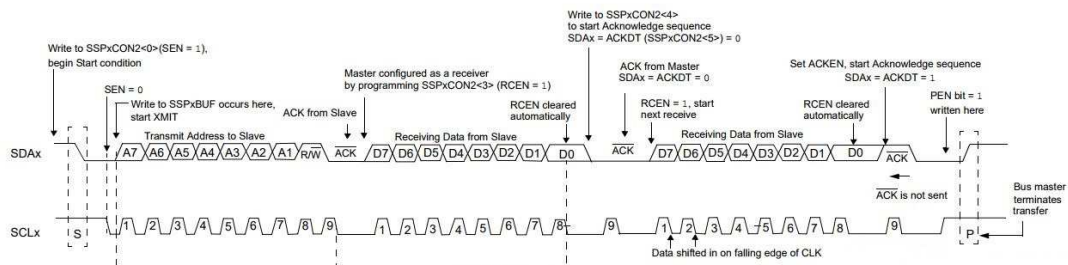 Write to SSPxCON2<0>(SEN = 1),
begin Start condition
SEN = 0
Write to SSPxBUF occurs here,
start XMIT
Transmit Address to Slave
ACK from Slave
Master configured as a receiver
by programming SSPxCON2<3> (RCEN = 1)
Receiving Data from Slave
RCEN cleared
automatically
Write to SSPxCON2<4>
to start Acknowledge sequence
SDAx = ACKDT (SSPxCON2<5>) = 0
ACK from Master
SDAx = ACKDT = 0
RCEN = 1, start
next receive
Receiving Data from Slave
Set ACKEN, start Acknowledge sequence
SDAx = ACKDT = 1
RCEN cleared
automatically
PEN bit = 1
written here
SDAx
A7 A6 A5 A4 A3 A2 A1 R/W ACK D7 D6 D5 D4 D3 D2 D1 D0 ACK D7 D6 D5 D4 D3 D2 D1 D0 ACK
ACK is not sent
Bus master
terminates
transfer
SCLx
S 1 2 3 4 5 6 7 8 9 1 2 3 4 5 6 7 8 9 1 2 3 4 5 6 7 8 9 P
Data shifted in on falling edge of CLK